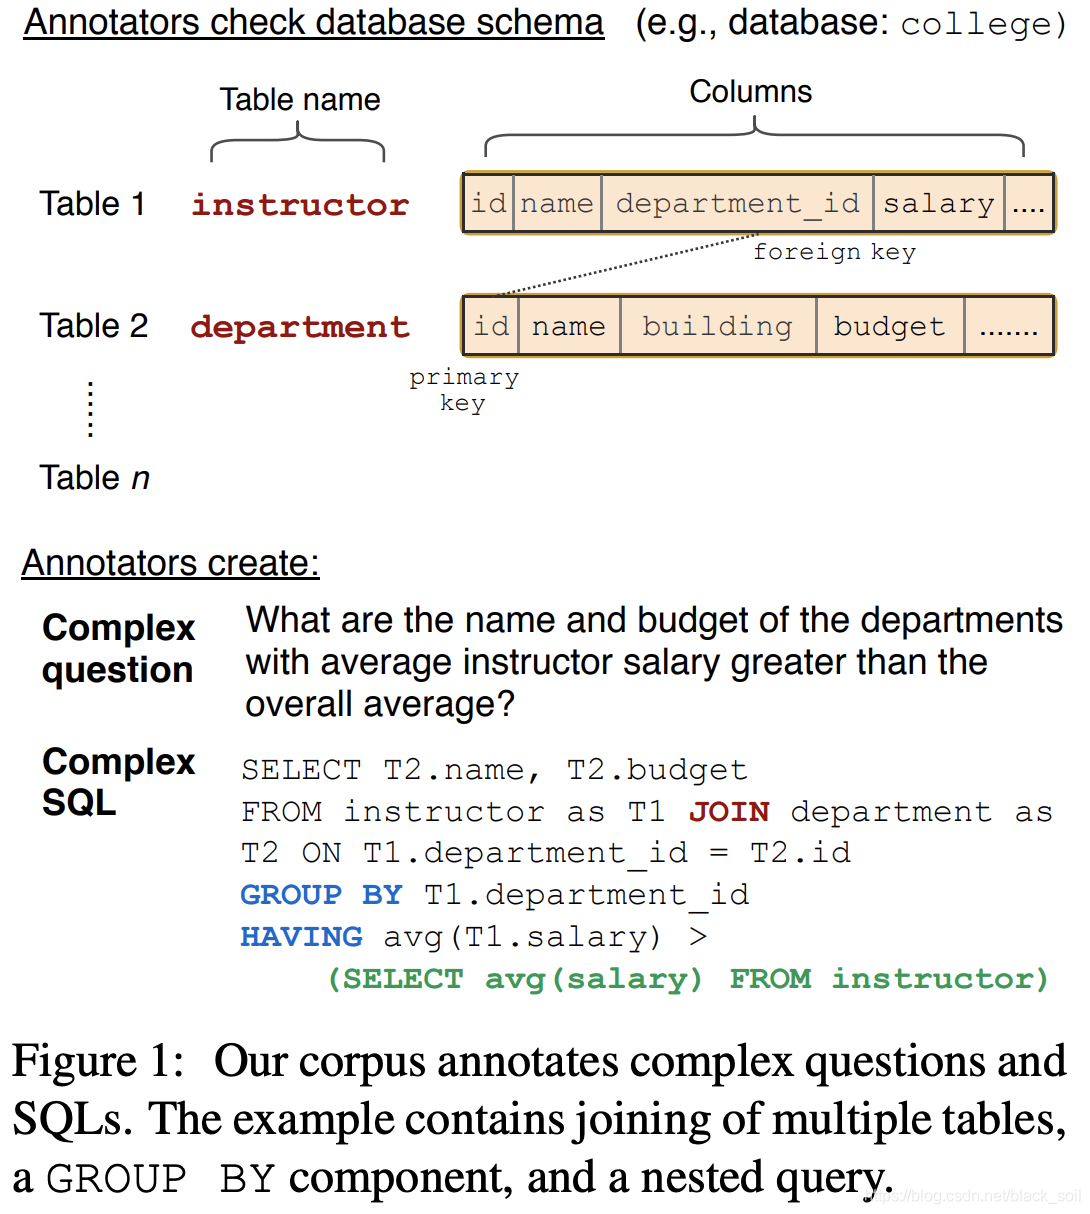 Annotators check database schema (e.g., database: college)
Table name
Columns
Table 1 instructor id name department_id salary ....
foreign key
Table 2 department id name building budget .......
primary
key
Table n
Annotators create:
Complex
question
What are the name and budget of the departments
with average instructor salary greater than the
overall average?
Complex
SQL
SELECT T2.name, T2.budget
FROM instructor as T1 JOIN department as
T2 ON T1.department_id = T2.id
GROUP BY T1.department_id
HAVING avg(T1.salary) >
(SELECT avg(salary) FROM instructor)
Figure 1: Our corpus annotates complex questions and
SQLs. The example contains joining of multiple tables,
a GROUP BY component, and a nested query.
https://blog.csdn.net/black_soil